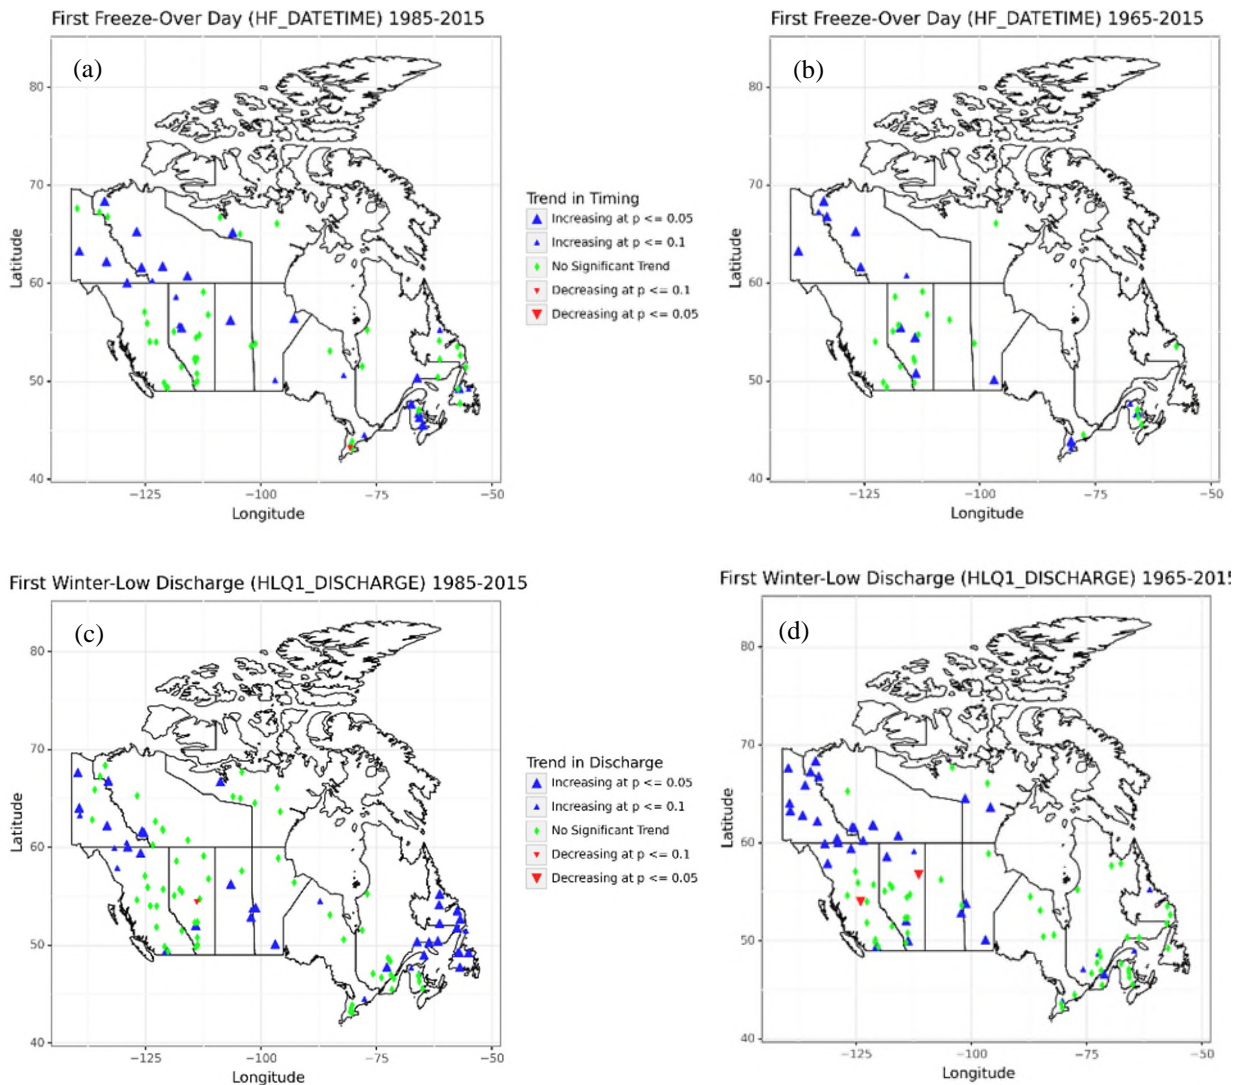 First Freeze-Over Day (HF_DATETIME) 1985-2015
(a)
80
70
60
50
40
Latitude
−125
−100
−75
−50
Longitude
Trend in Timing
Increasing at p <= 0.05
Increasing at p <= 0.1
No Significant Trend
Decreasing at p <= 0.1
Decreasing at p <= 0.05
First Freeze-Over Day (HF_DATETIME) 1965-2015
(b)
80
70
60
50
40
Latitude
−125
−100
−75
−50
Longitude
First Winter-Low Discharge (HLQ1_DISCHARGE) 1985-2015
(c)
80
70
60
50
40
Latitude
−125
−100
−75
−50
Longitude
Trend in Discharge
Increasing at p <= 0.05
Increasing at p <= 0.1
No Significant Trend
Decreasing at p <= 0.1
Decreasing at p <= 0.05
First Winter-Low Discharge (HLQ1_DISCHARGE) 1965-2015
(d)
80
70
60
50
40
Latitude
−125
−100
−75
−50
Longitude